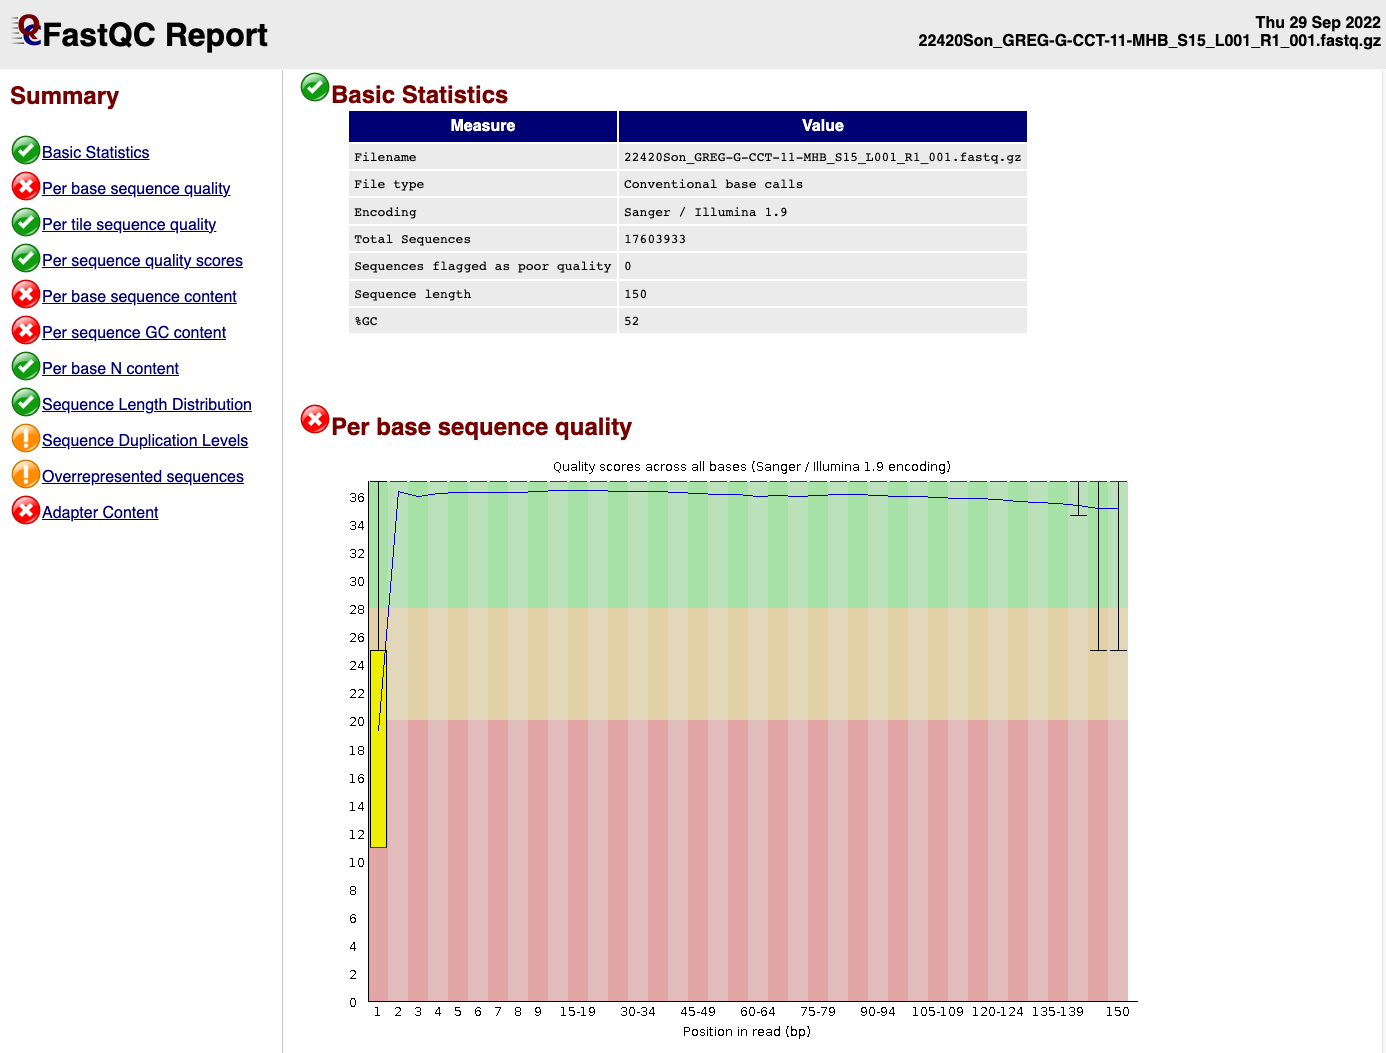 FastQC Report
Thu 29 Sep 2022
22420Son_GREG-G-CCT-11-MHB_S15_L001_R1_001.fastq.gz
Summary
Basic Statistics
Per base sequence quality
Per tile sequence quality
Per sequence quality scores
Per base sequence content
Per sequence GC content
Per base N content
Sequence Length Distribution
Sequence Duplication Levels
Overrepresented sequences
Adapter Content
Basic Statistics
Measure Value
Filename 22420Son_GREG-G-CCT-11-MHB_S15_L001_R1_001.fastq.gz
File type Conventional base calls
Encoding Sanger / Illumina 1.9
Total Sequences 17603933
Sequences flagged as poor quality 0
Sequence length 150
%GC 52
Per base sequence quality
Quality scores across all bases (Sanger / Illumina 1.9 encoding)
36
34
32
30
28
26
24
22
20
18
16
14
12
10
8
6
4
2
0
1 2 3 4 5 6 7 8 9 15-19 30-34 45-49 60-64 75-79 90-94 105-109 120-124 135-139 150
Position in read (bp)